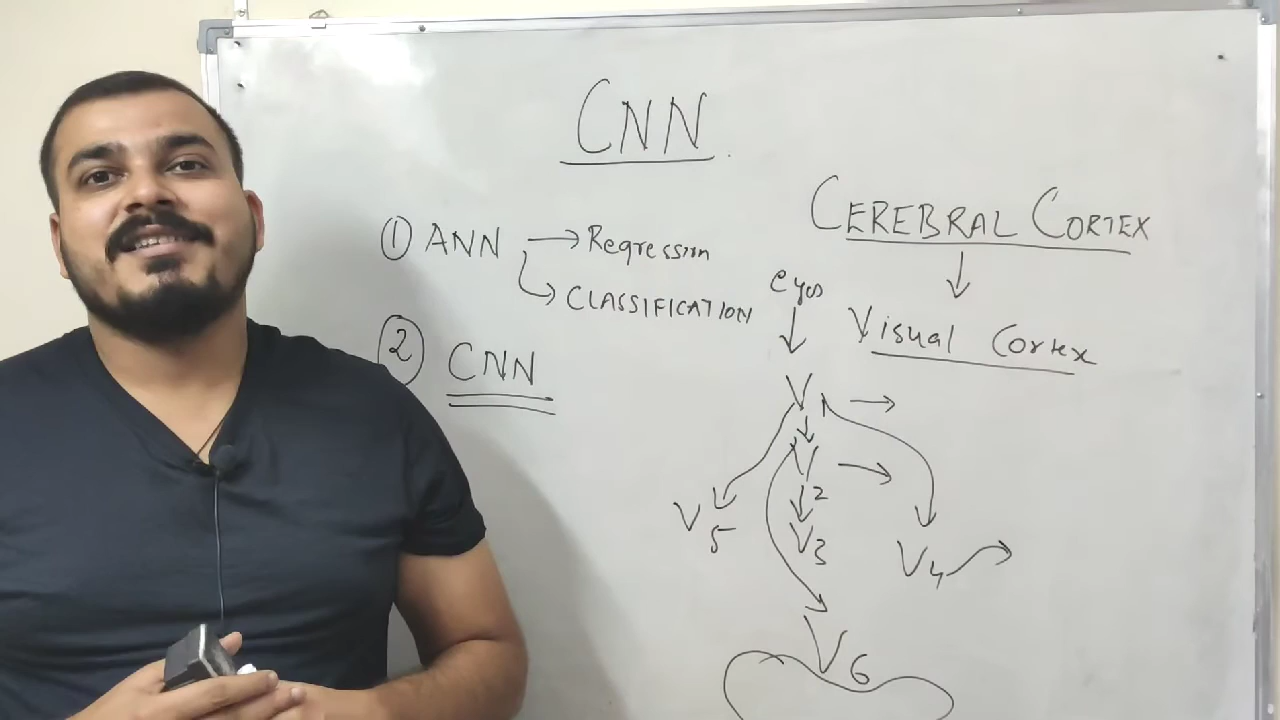 CNN
① ANN → Regression
CLASSIFICATION
② CNN
CEREBRAL CORTEX
Visual Cortex
eyes
V1
V2
V3
V5
V4
V6